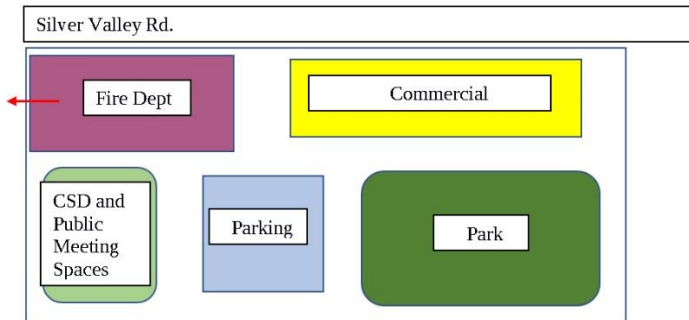 Silver Valley Rd.
Fire Dept
Commercial
CSD and
Public
Meeting
Spaces
Parking
Park